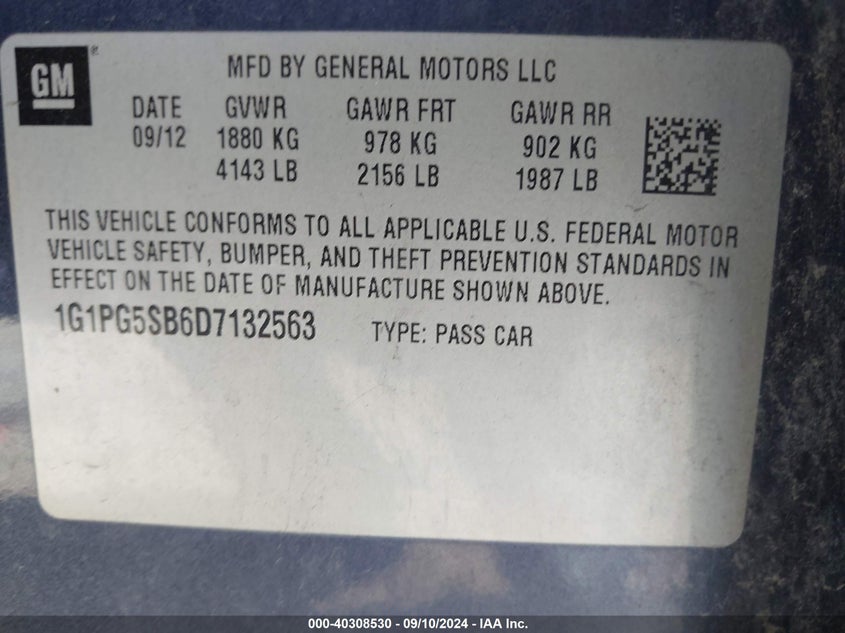 GM ®
MFD BY GENERAL MOTORS LLC
DATE GVWR GAWR FRT GAWR RR
09/12 1880 KG 978 KG 902 KG
4143 LB 2156 LB 1987 LB
THIS VEHICLE CONFORMS TO ALL APPLICABLE U.S. FEDERAL MOTOR
VEHICLE SAFETY, BUMPER, AND THEFT PREVENTION STANDARDS IN
EFFECT ON THE DATE OF MANUFACTURE SHOWN ABOVE.
1G1PG5SB6D7132563 TYPE: PASS CAR
000-40308530 - 09/10/2024 - IAA Inc.